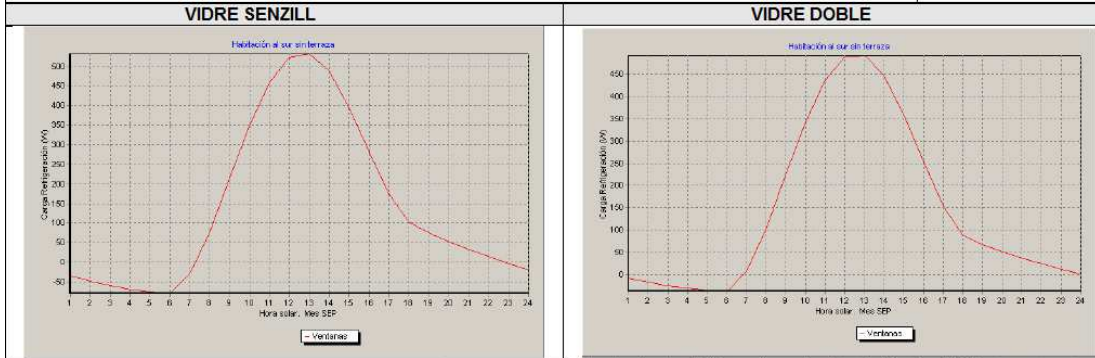 VIDRE SENZILL
VIDRE DOBLE
Habitación al sur sin terraza
Carga Refrigeración (W)
500
450
400
350
300
250
200
150
100
50
0
-50
1 2 3 4 5 6 7 8 9 10 11 12 13 14 15 16 17 18 19 20 21 22 23 24
Hora solar. Mes SEP
Ventanas
Habitación al sur sin terraza
Carga Refrigeración (W)
450
400
350
300
250
200
150
100
50
0
1 2 3 4 5 6 7 8 9 10 11 12 13 14 15 16 17 18 19 20 21 22 23 24
Hora solar. Mes SEP
Ventanas